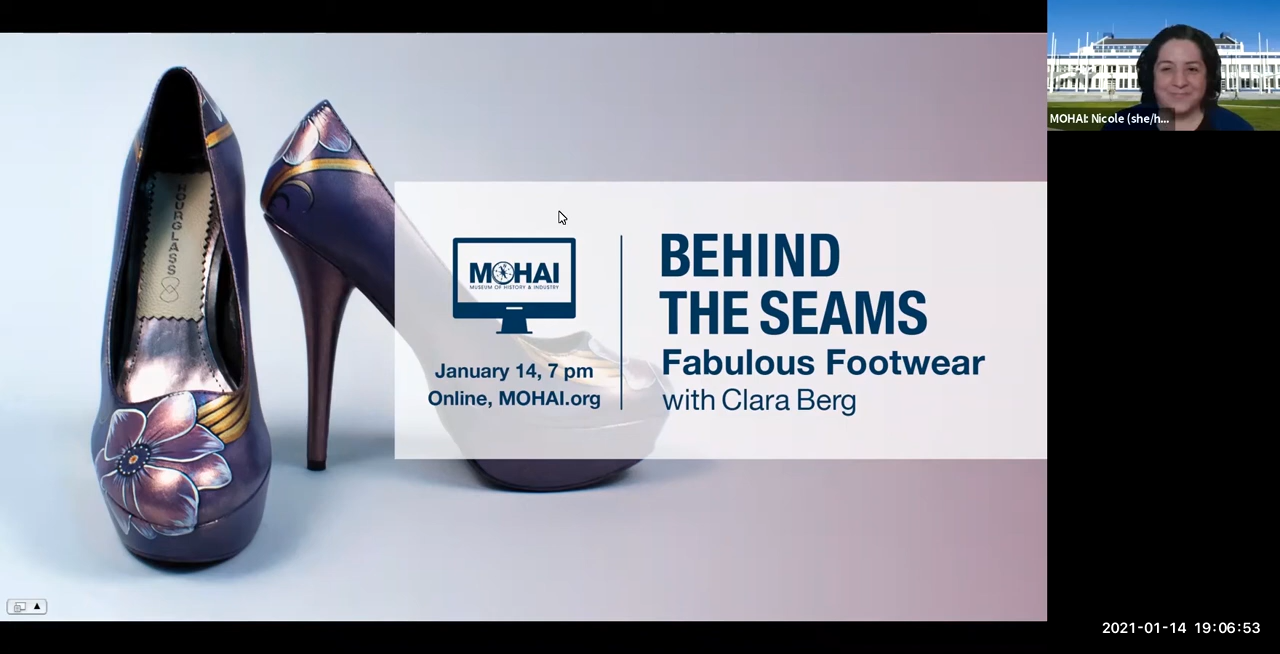 MOHAI: Nicole (she/h...
HOURGLASS
MOHAI
MUSEUM OF HISTORY & INDUSTRY
January 14, 7 pm
Online, MOHAI.org
BEHIND
THE SEAMS
Fabulous Footwear
with Clara Berg
2021-01-14 19:06:53